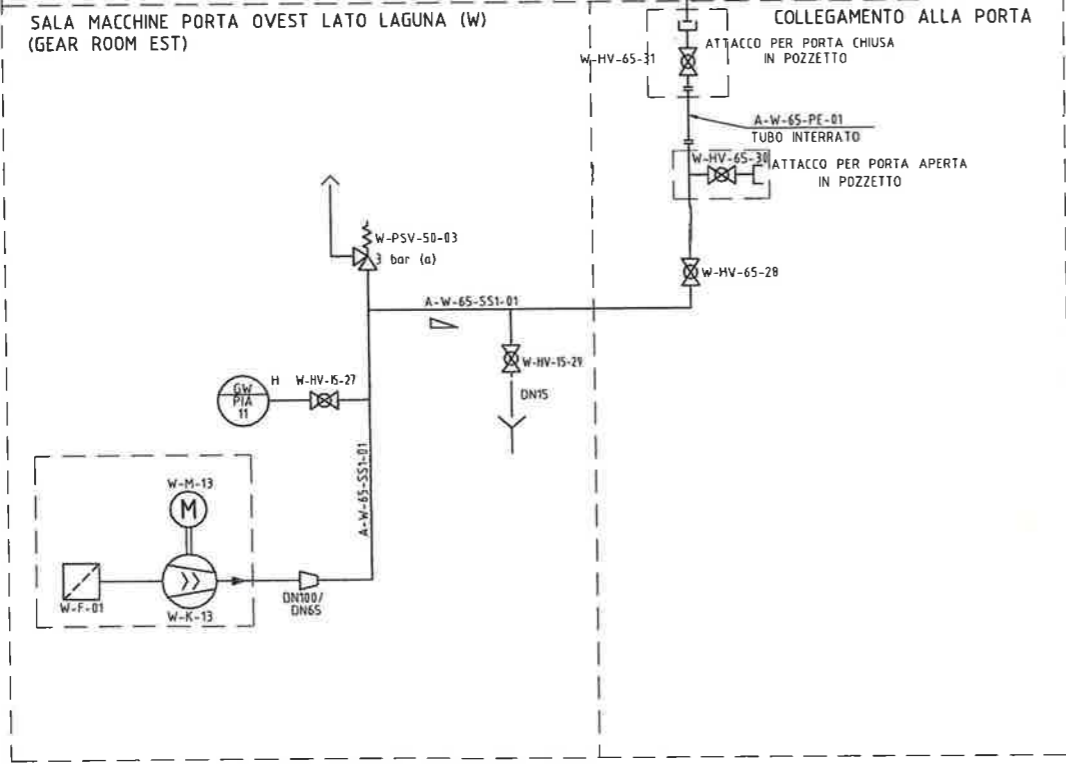 SALA MACCHINE PORTA OVEST LATO LAGUNA (W)
(GEAR ROOM EST)
COLLEGAMENTO ALLA PORTA
ATTACCO PER PORTA CHIUSA
IN POZZETTO
W-HV-65-31
A-W-65-PE-01
TUBO INTERRATO
W-HV-65-30
ATTACCO PER PORTA APERTA
IN POZZETTO
W-PSV-50-03
3 bar (a)
W-HV-65-28
A-W-65-SS1-01
W-HV-15-29
DN15
GW
PIA
11
H
W-HV-15-27
A-W-65-SS1-01
W-M-13
M
W-F-01
W-K-13
DN100/
DN65